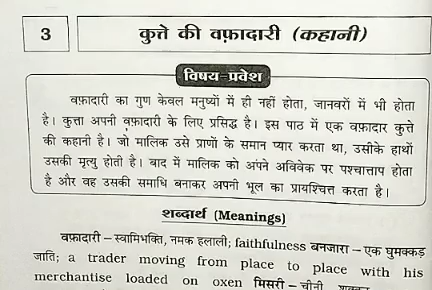 3
कुत्ते की वफ़ादारी (कहानी)
विषय-प्रवेश
वफ़ादारी का गुण केवल मनुष्यों में ही नहीं होता, जानवरों में भी होता
है। कुत्ता अपनी वफ़ादारी के लिए प्रसिद्ध है। इस पाठ में एक वफ़ादार कुत्ते
की कहानी है। जो मालिक उसे प्राणों के समान प्यार करता था, उसीके हाथों
उसकी मृत्यु होती है। बाद में मालिक को अपने अविवेक पर पश्चात्ताप होता
है और वह उसकी समाधि बनाकर अपनी भूल का प्रायश्चित्त करता है।
शब्दार्थ (Meanings)
वफ़ादारी – स्वामिभक्ति, नमक हलाली; faithfulness बनजारा – एक घुमक्कड़
जाति; a trader moving from place to place with his
merchantise loaded on oxen मिसरी – चीनी, शक्कर